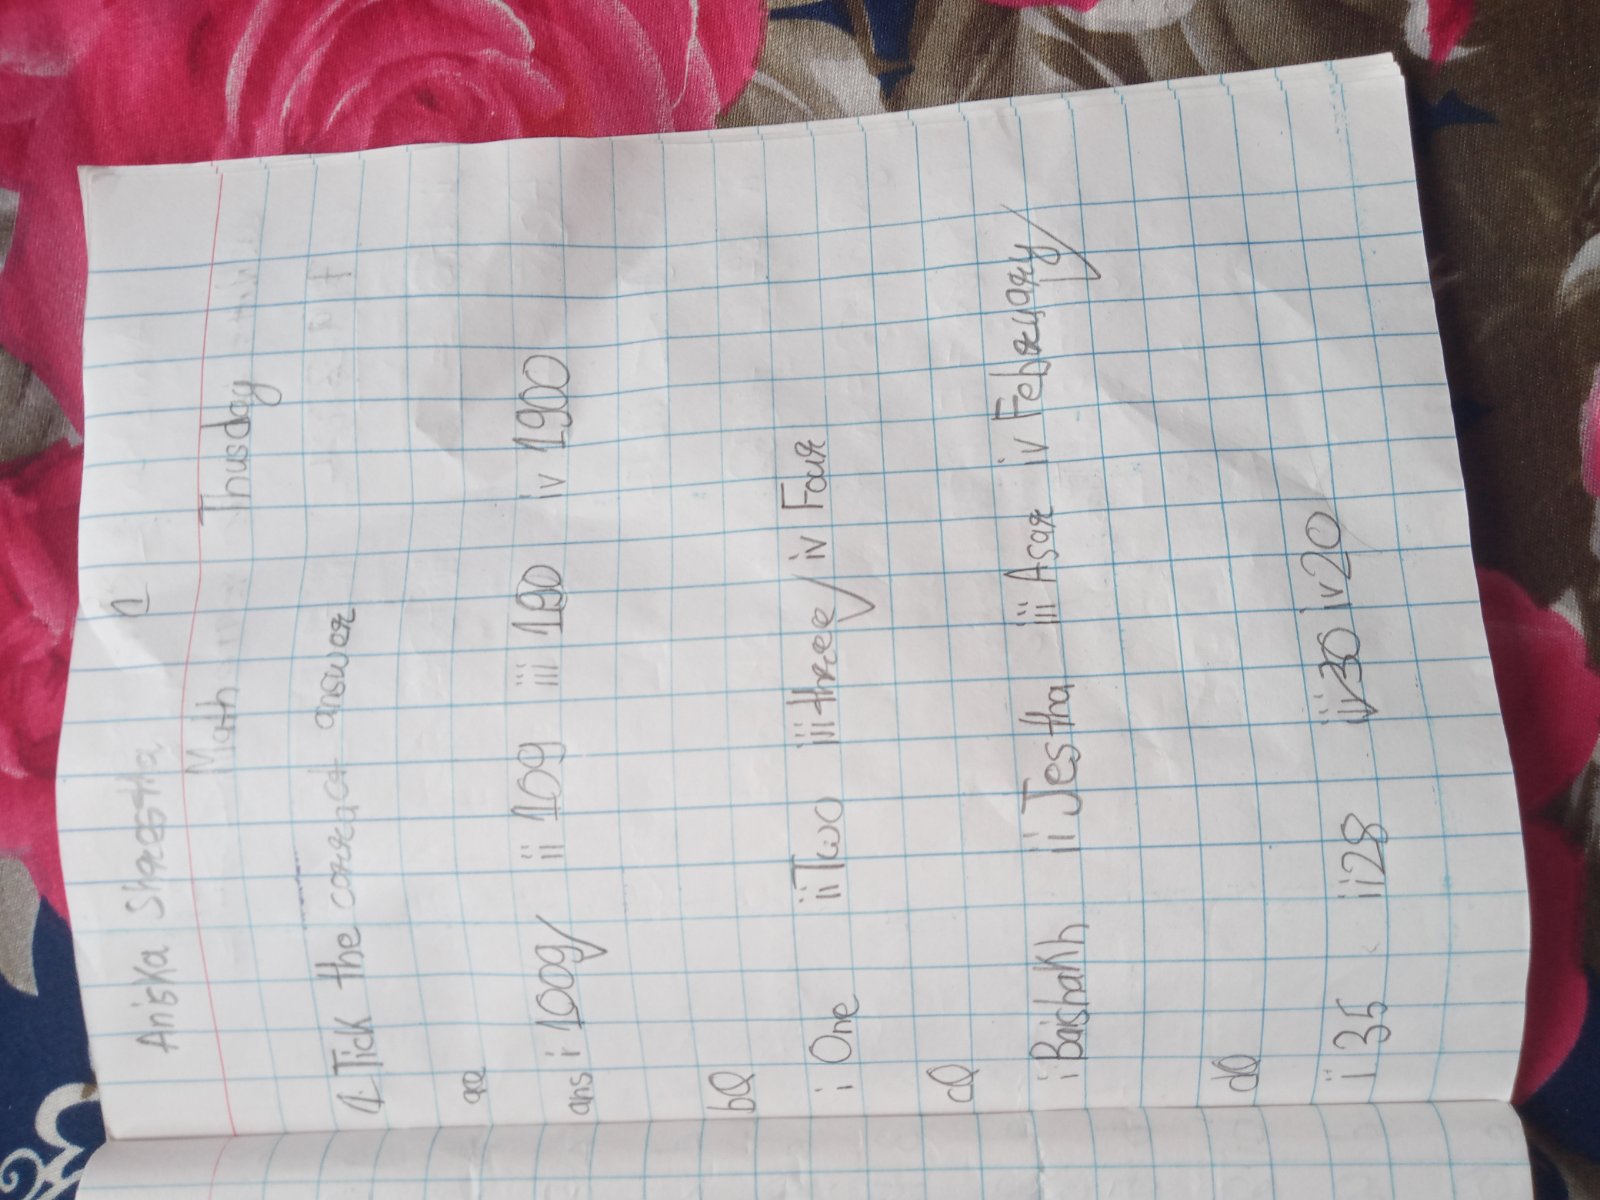 Aniska Shrestha 1
Math Thusday
1. Tick the correct answer
aQ
ans i 1009 ii 109 iii 190 iv 1900
bQ
i One ii Two iii three iv Four
cQ
i Baishakh ii Jestha iii Asar iv February
dQ
i 35 ii 28 iii 30 iv 20